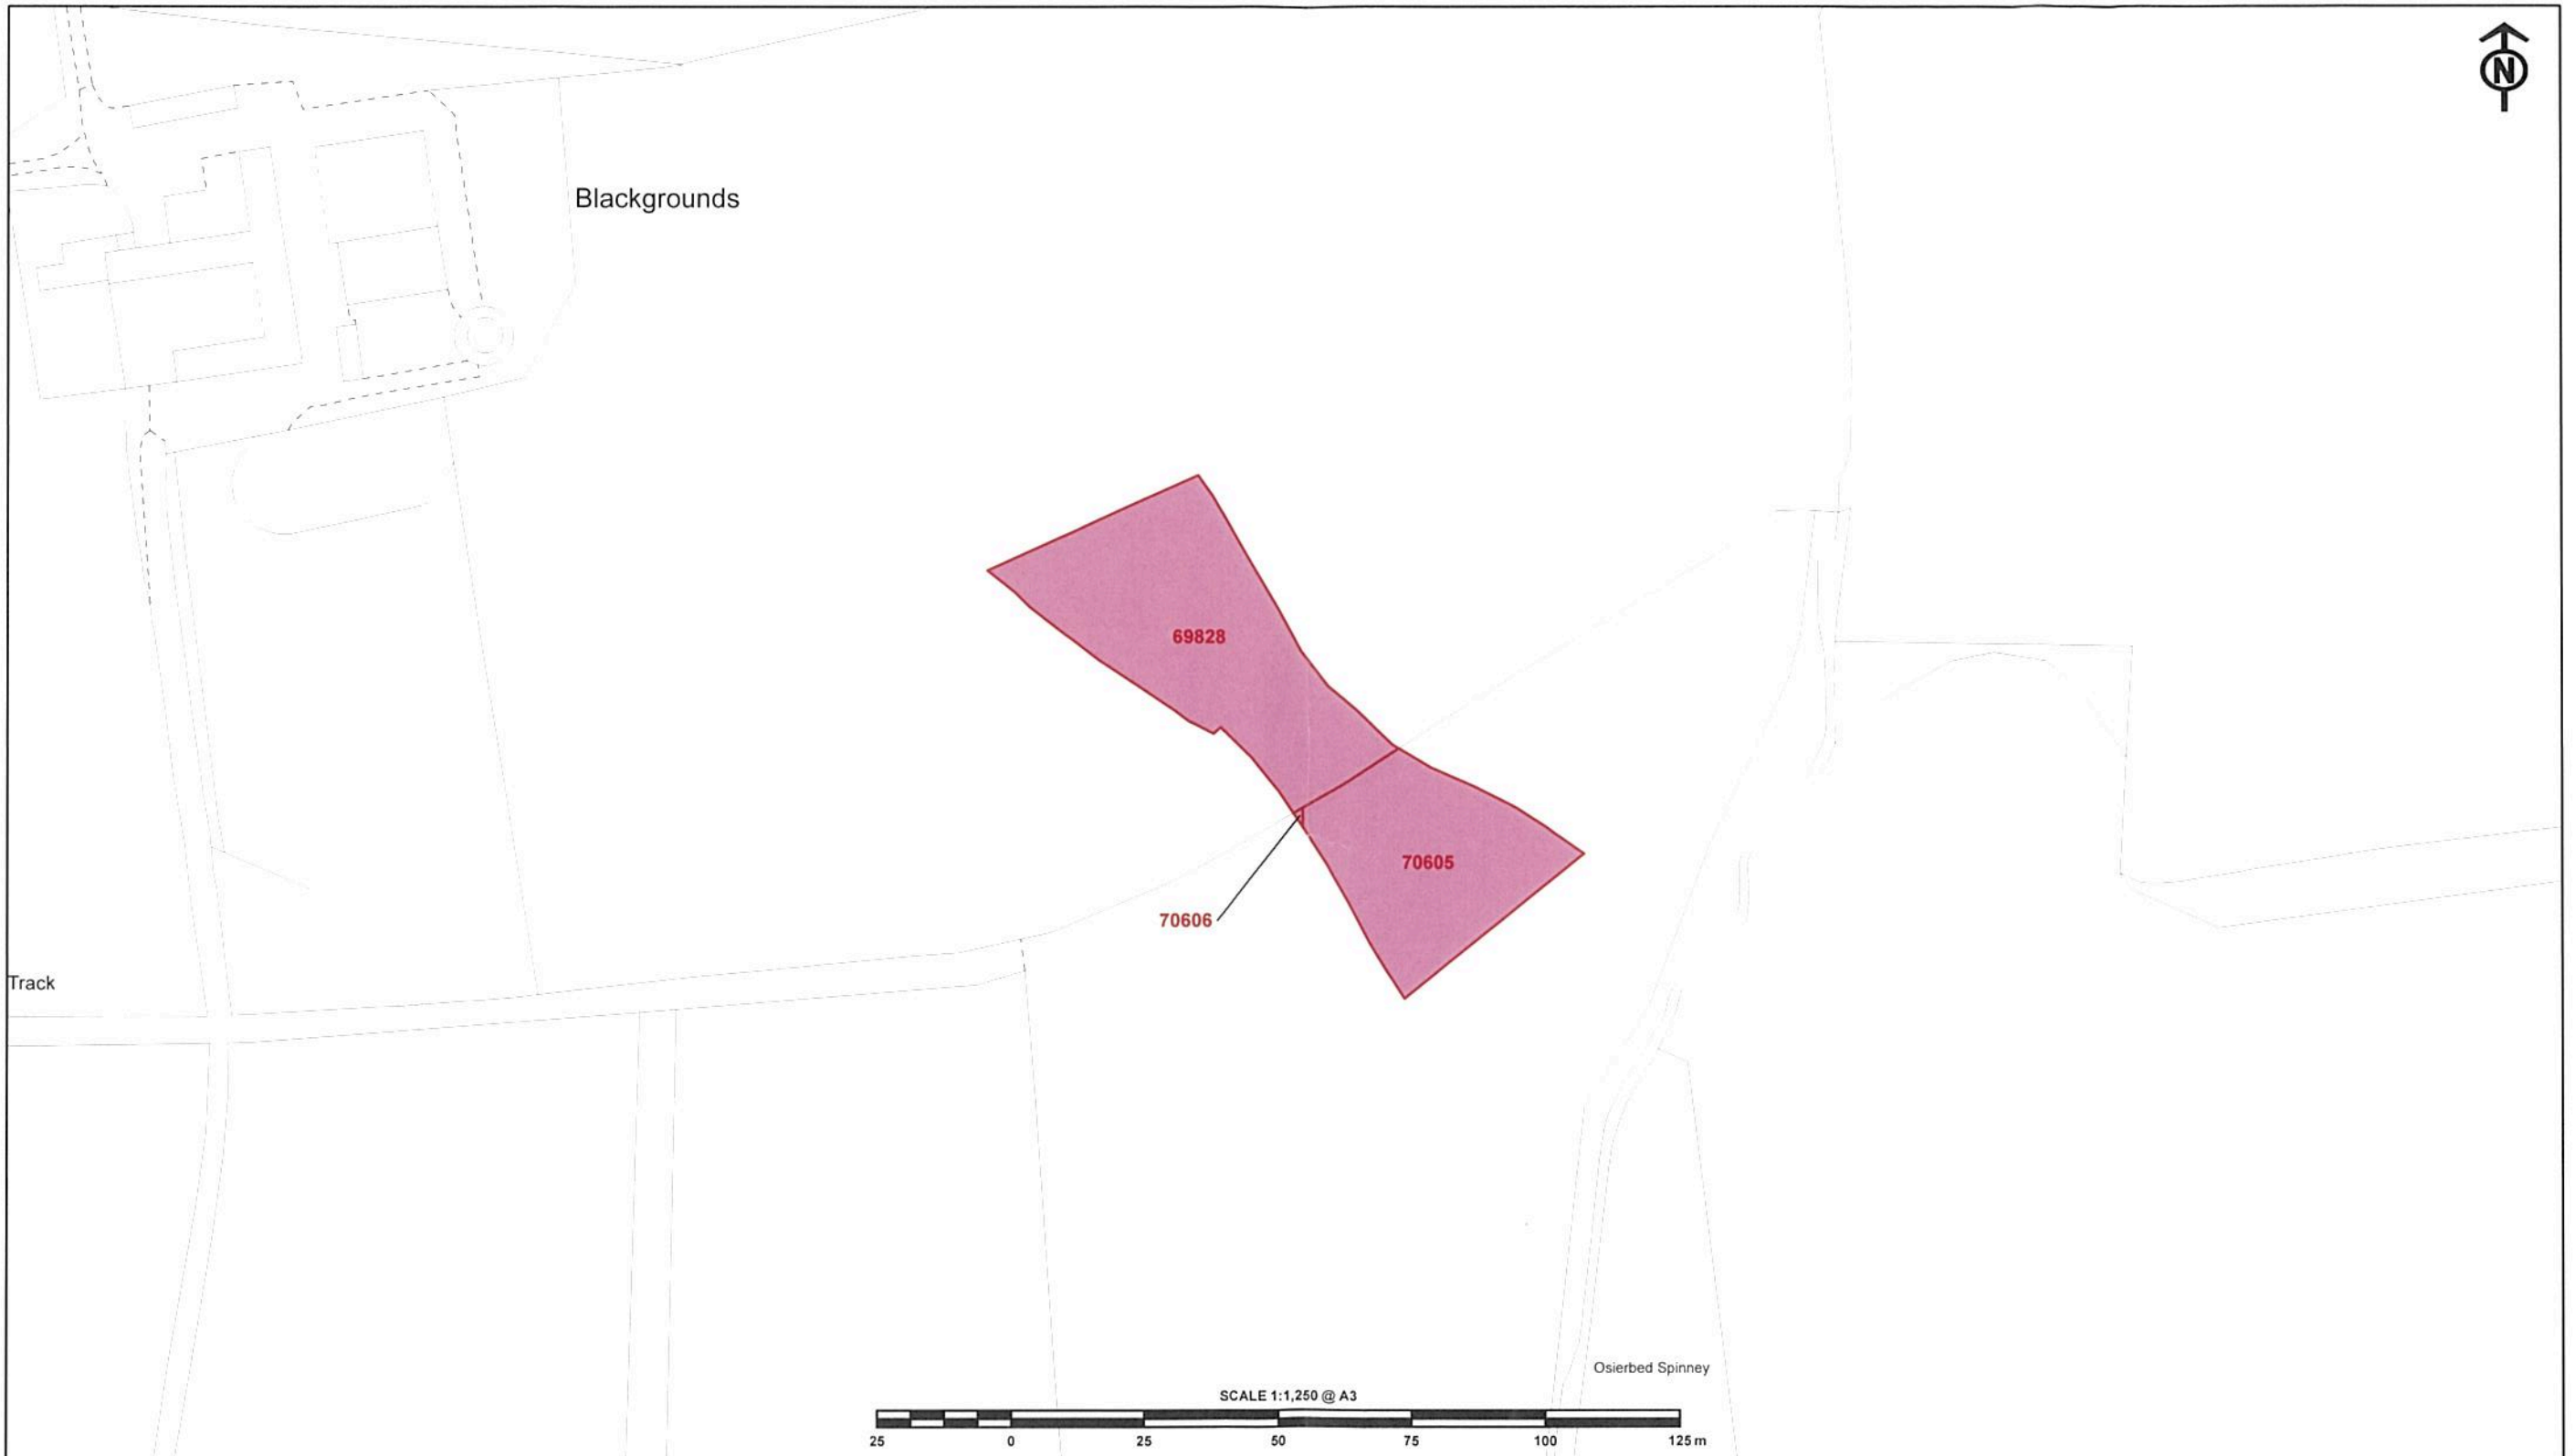 N
Blackgrounds
69828
70605
70606
Track
Osierbed Spinney
SCALE 1:1,250 @ A3
25 0 25 50 75 100 125 m